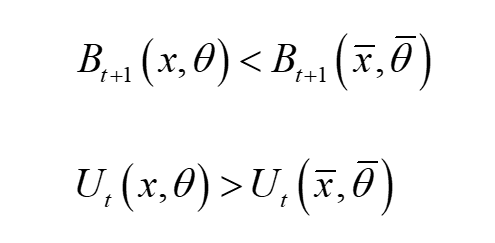 B_{t+1}(x, θ) < B_{t+1}(x̅, θ̅)
U_t(x, θ) > U_t(x̅, θ̅)